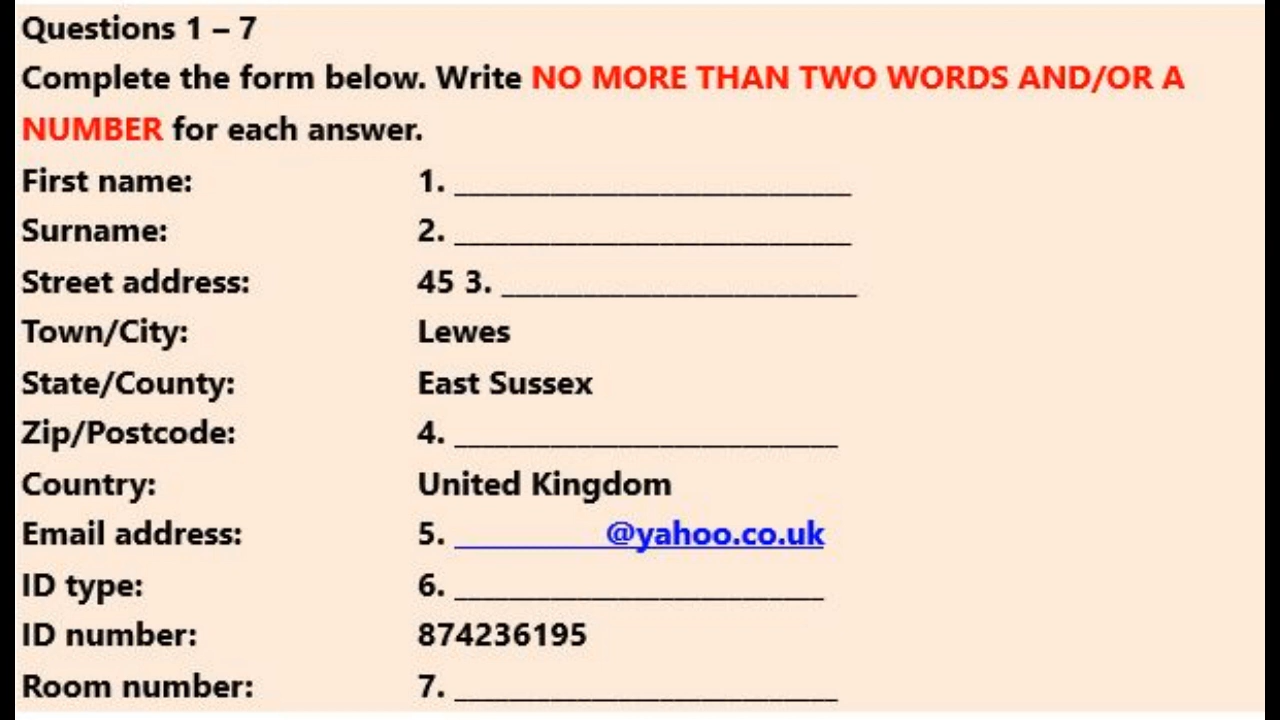 Questions 1 – 7
Complete the form below. Write NO MORE THAN TWO WORDS AND/OR A
NUMBER for each answer.
First name: 1. ____________________
Surname: 2. ____________________
Street address: 45 3. ____________________
Town/City: Lewes
State/County: East Sussex
Zip/Postcode: 4. ____________________
Country: United Kingdom
Email address: 5. ________@yahoo.co.uk
ID type: 6. ____________________
ID number: 874236195
Room number: 7. ____________________